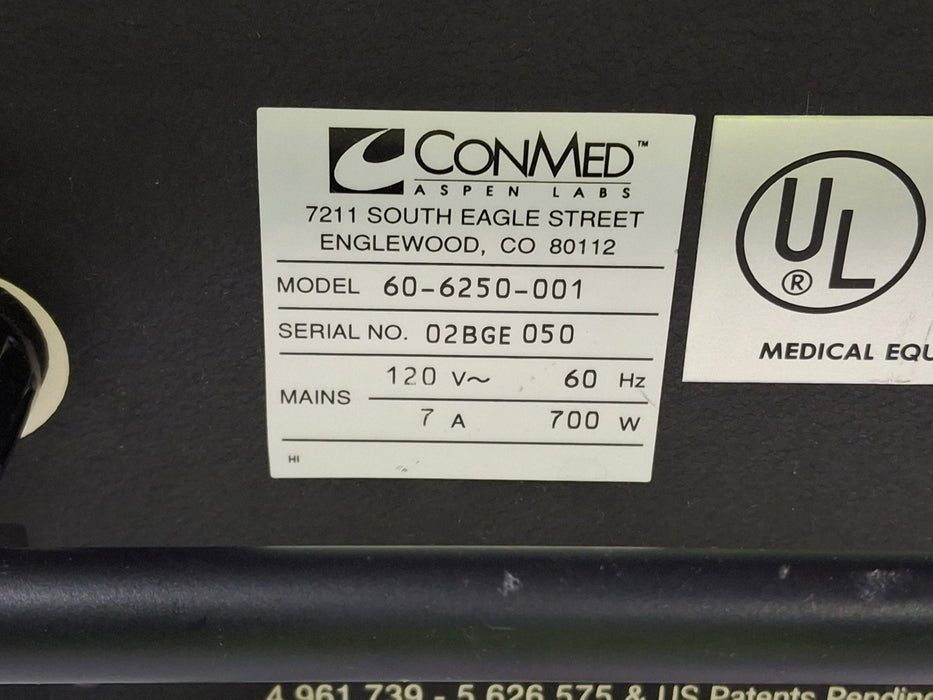 CONMED™
ASPEN LABS
7211 SOUTH EAGLE STREET
ENGLEWOOD, CO 80112
MODEL 60-6250-001
SERIAL NO. 02BGE 050
MAINS
120 V~ 60 Hz
7 A 700 W
HI
UL
®
MEDICAL EQU
4,961,739 - 5,626,575 & US Patents Pending